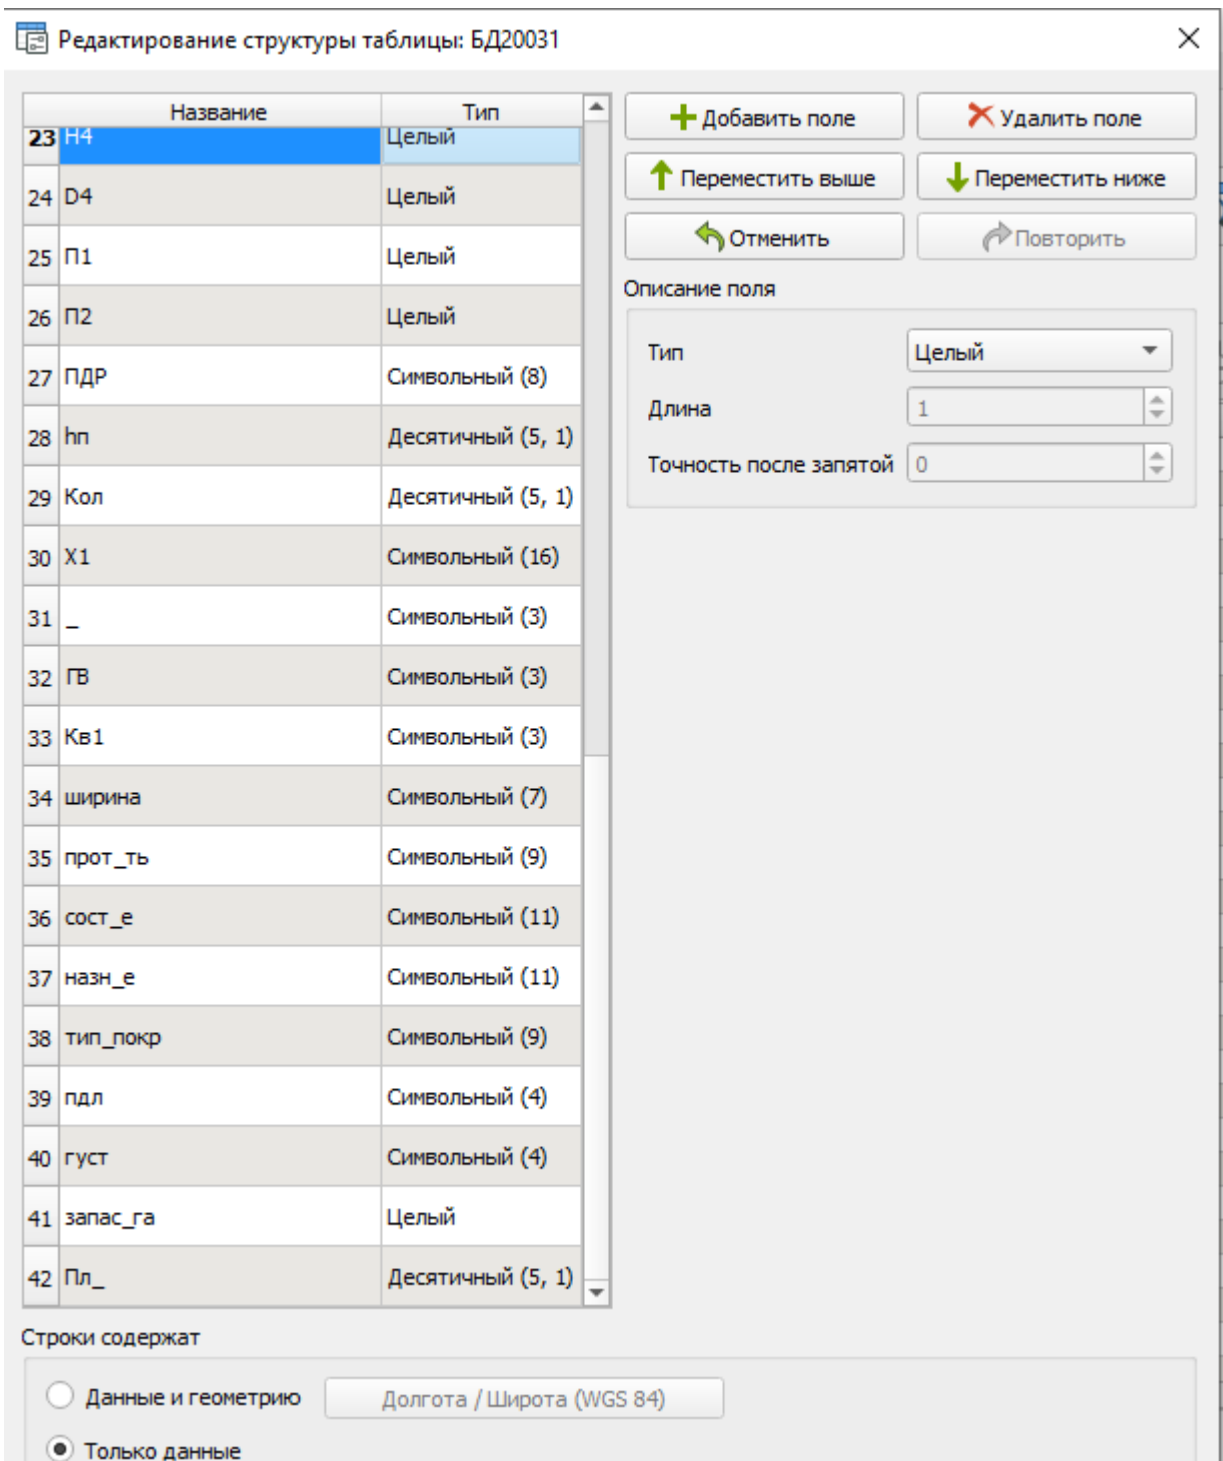 Редактирование структуры таблицы: БД20031
Название Тип
23 H4 Целый
24 D4 Целый
25 П1 Целый
26 П2 Целый
27 ПДР Символьный (8)
28 hп Десятичный (5, 1)
29 Кол Десятичный (5, 1)
30 X1 Символьный (16)
31 _ Символьный (3)
32 ГВ Символьный (3)
33 Кв1 Символьный (3)
34 ширина Символьный (7)
35 прот_ть Символьный (9)
36 сост_е Символьный (11)
37 назн_е Символьный (11)
38 тип_покр Символьный (9)
39 пдл Символьный (4)
40 густ Символьный (4)
41 запас_га Целый
42 Пл_ Десятичный (5, 1)
Добавить поле Удалить поле
Переместить выше Переместить ниже
Отменить Повторить
Описание поля
Тип Целый
Длина 1
Точность после запятой 0
Строки содержат
Данные и геометрию Долгота / Широта (WGS 84)
Только данные